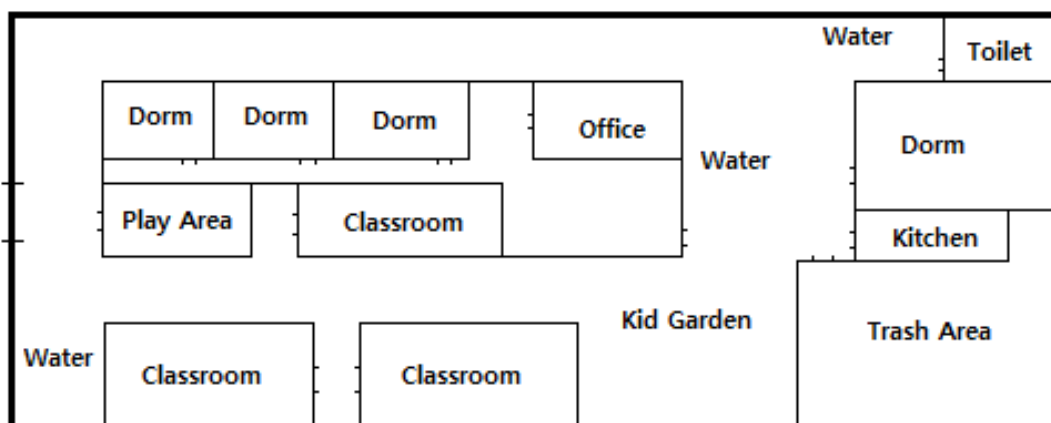 Water
Toilet
Dorm
Dorm
Dorm
Office
Dorm
Water
Play Area
Classroom
Kitchen
Kid Garden
Trash Area
Water
Classroom
Classroom